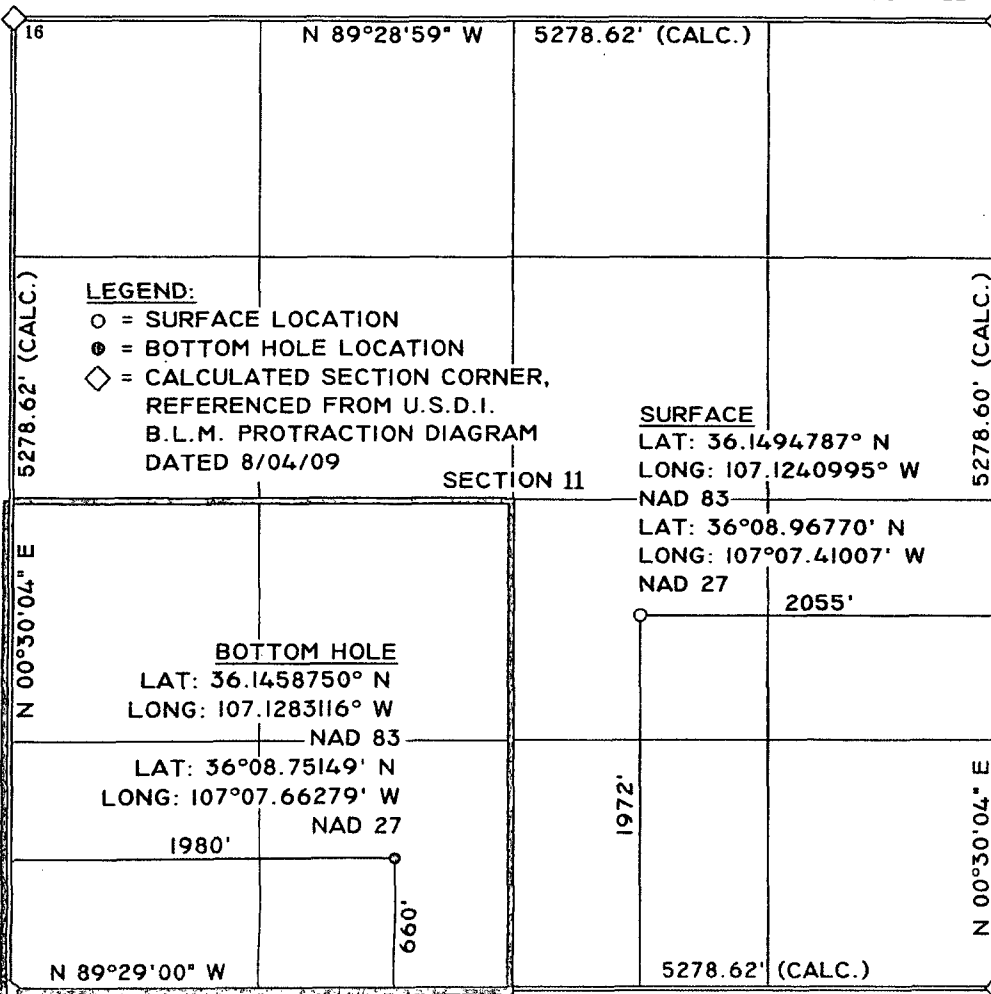 16
N 89°28'59" W
5278.62' (CALC.)
5278.62' (CALC.)
LEGEND:
= SURFACE LOCATION
= BOTTOM HOLE LOCATION
= CALCULATED SECTION CORNER,
REFERENCED FROM U.S.D.I.
B.L.M. PROTRACTION DIAGRAM
DATED 8/04/09
5278.60' (CALC.)
SECTION 11
SURFACE
LAT: 36.1494787° N
LONG: 107.1240995° W
NAD 83
LAT: 36°08.96770' N
LONG: 107°07.41007' W
NAD 27
2055'
N 00°30'04" E
BOTTOM HOLE
LAT: 36.1458750° N
LONG: 107.1283116° W
NAD 83
LAT: 36°08.75149' N
LONG: 107°07.66279' W
NAD 27
1980'
660'
1972'
N 00°30'04" E
N 89°29'00" W
5278.62' (CALC.)